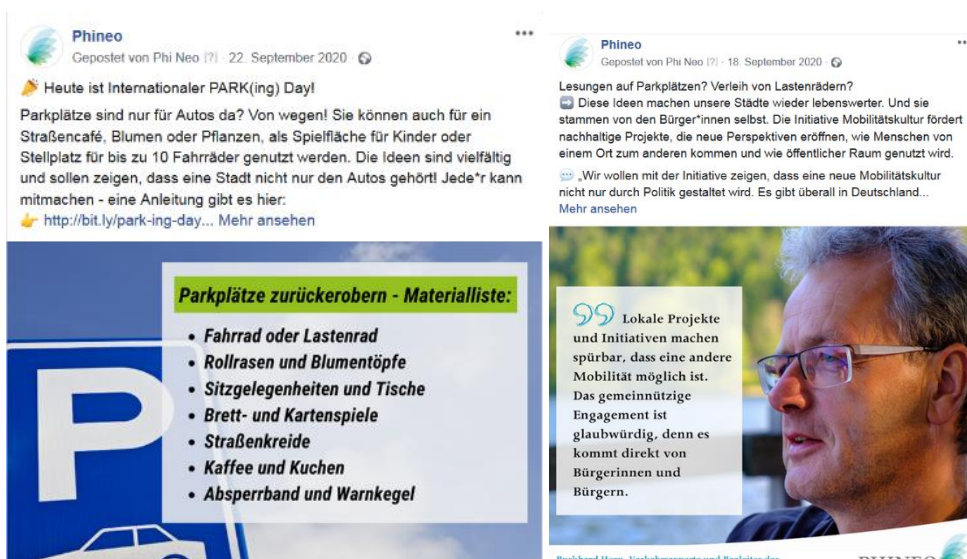 Phineo
Gepostet von Phi Neo [?] · 22. September 2020 ·
Heute ist Internationaler PARK(ing) Day!
Parkplätze sind nur für Autos da? Von wegen! Sie können auch für ein
Straßencafé, Blumen oder Pflanzen, als Spielfläche für Kinder oder
Stellplatz für bis zu 10 Fahrräder genutzt werden. Die Ideen sind vielfältig
und sollen zeigen, dass eine Stadt nicht nur den Autos gehört! Jede*r kann
mitmachen - eine Anleitung gibt es hier:
http://bit.ly/park-ing-day... Mehr ansehen
Parkplätze zurückerobern - Materialliste:
• Fahrrad oder Lastenrad
• Rollrasen und Blumentöpfe
• Sitzgelegenheiten und Tische
• Brett- und Kartenspiele
• Straßenkreide
• Kaffee und Kuchen
• Absperrband und Warnkegel
P
Phineo
Gepostet von Phi Neo [?] · 18. September 2020 ·
Lesungen auf Parkplätzen? Verleih von Lastenrädern?
Diese Ideen machen unsere Städte wieder lebenswerter. Und sie
stammen von den Bürger*innen selbst. Die Initiative Mobilitätskultur fördert
nachhaltige Projekte, die neue Perspektiven eröffnen, wie Menschen von
einem Ort zum anderen kommen und wie öffentlicher Raum genutzt wird.
„Wir wollen mit der Initiative zeigen, dass eine neue Mobilitätskultur
nicht nur durch Politik gestaltet wird. Es gibt überall in Deutschland...
Mehr ansehen
Lokale Projekte
und Initiativen machen
spürbar, dass eine andere
Mobilität möglich ist.
Das gemeinnützige
Engagement ist
glaubwürdig, denn es
kommt direkt von
Bürgerinnen und
Bürgern.
PHINEO